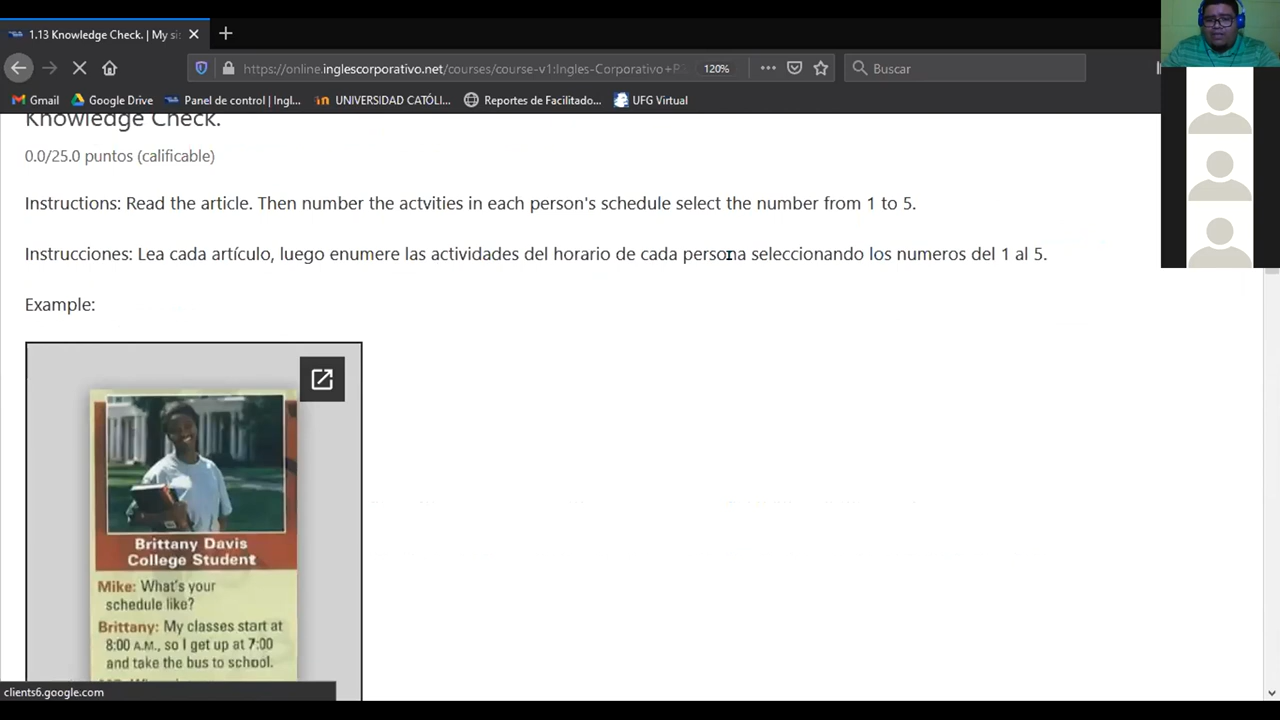 1.13 Knowledge Check. | My si
https://online.inglescorporativo.net/courses/course-v1:Ingles-Corporativo+R
120%
Buscar
Gmail
Google Drive
Panel de control | Ingl...
UNIVERSIDAD CATÓLI...
Reportes de Facilitado...
UFG Virtual
Knowledge Check.
0.0/25.0 puntos (calificable)
Instructions: Read the article. Then number the actvities in each person's schedule select the number from 1 to 5.
Instrucciones: Lea cada artículo, luego enumere las actividades del horario de cada persona seleccionando los numeros del 1 al 5.
Example:
Brittany Davis
College Student
Mike: What's your
schedule like?
Brittany: My classes start at
8:00 A.M., so I get up at 7:00
and take the bus to school.
clients6.google.com